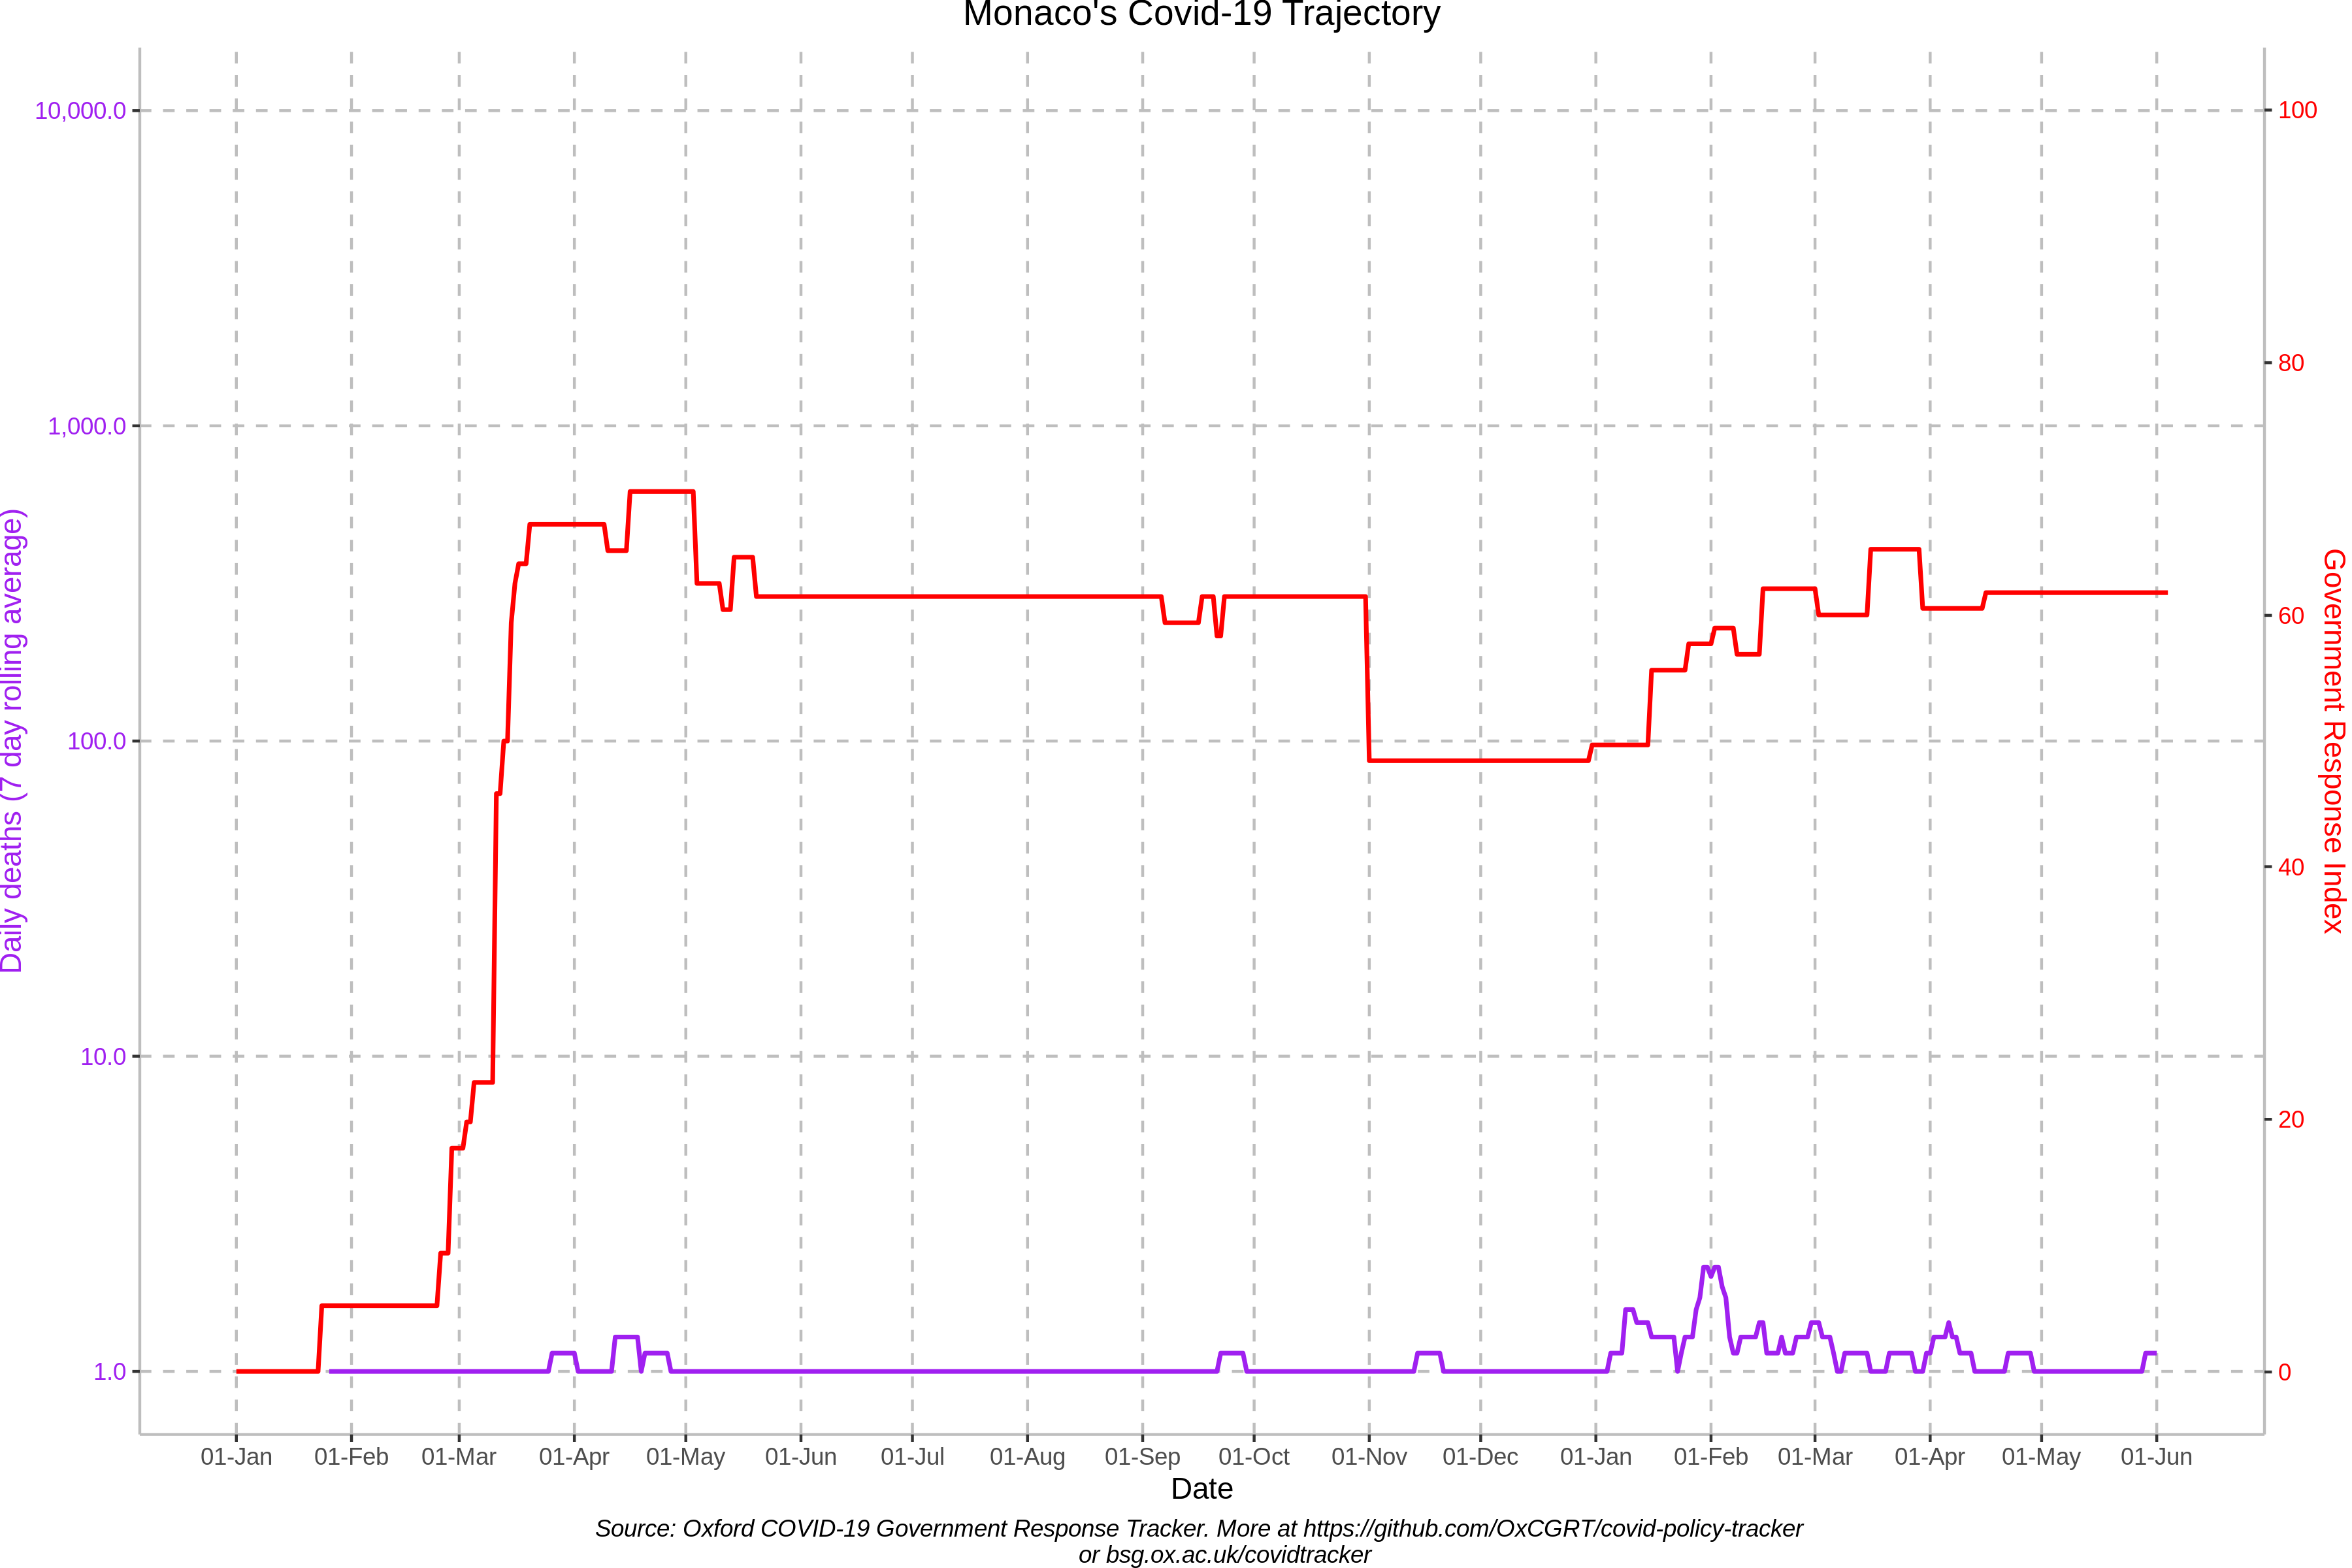 Monaco's Covid-19 Trajectory
10,000.0
1,000.0
100.0
10.0
1.0
Daily deaths (7 day rolling average)
100
80
60
40
20
0
Government Response Index
01-Jan 01-Feb 01-Mar 01-Apr 01-May 01-Jun 01-Jul 01-Aug 01-Sep 01-Oct 01-Nov 01-Dec 01-Jan 01-Feb 01-Mar 01-Apr 01-May 01-Jun
Date
Source: Oxford COVID-19 Government Response Tracker. More at https://github.com/OxCGRT/covid-policy-tracker
or bsg.ox.ac.uk/covidtracker